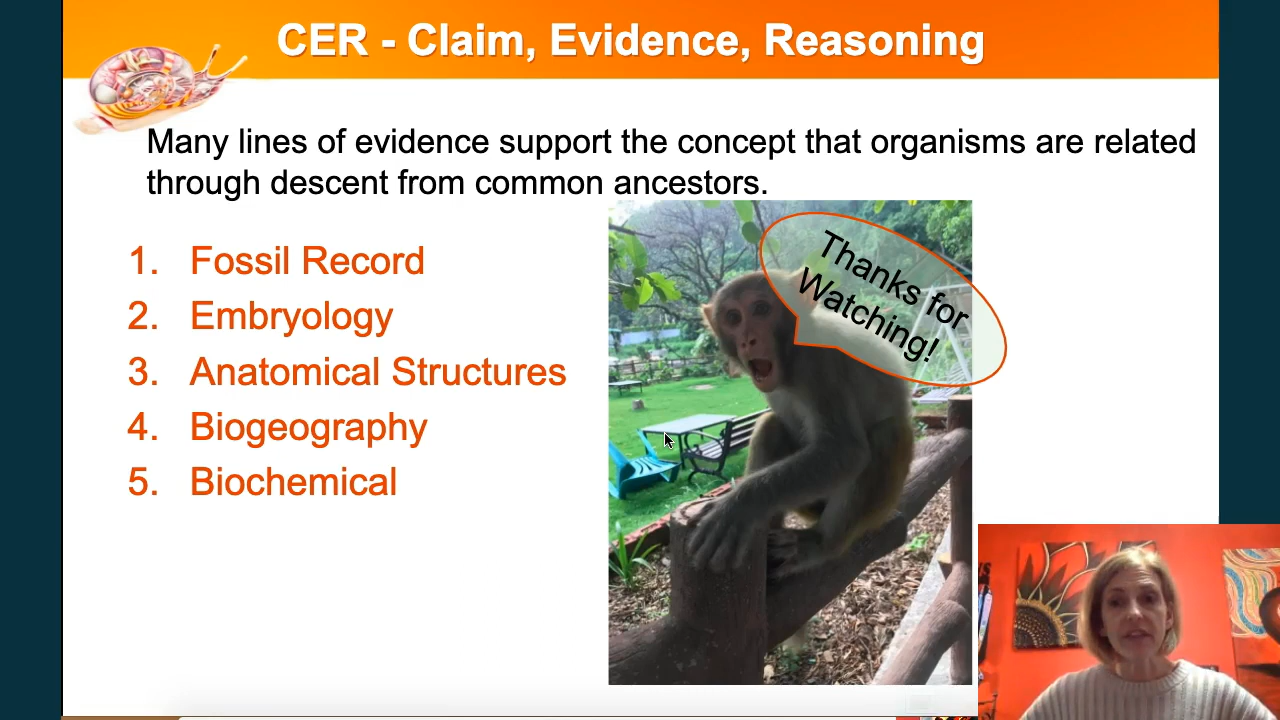 CER - Claim, Evidence, Reasoning
Many lines of evidence support the concept that organisms are related
through descent from common ancestors.
1. Fossil Record
2. Embryology
3. Anatomical Structures
4. Biogeography
5. Biochemical
Thanks for
Watching!